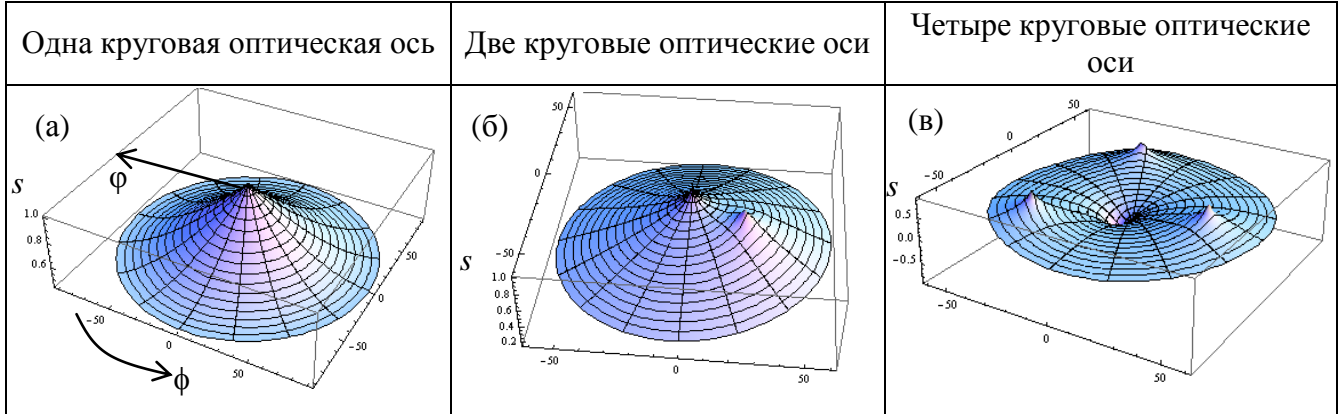 Одна круговая оптическая ось
Две круговые оптические оси
Четыре круговые оптические
оси
(а)
φ
s
1.0
0.8
0.6
−50
0
50
50
0
−50
ϕ
(б)
50
0
−50
s
1.0
0.8
0.6
0.4
0.2
−50
0
50
(в)
50
0
−50
s
0.5
0.0
−0.5
−50
0
50